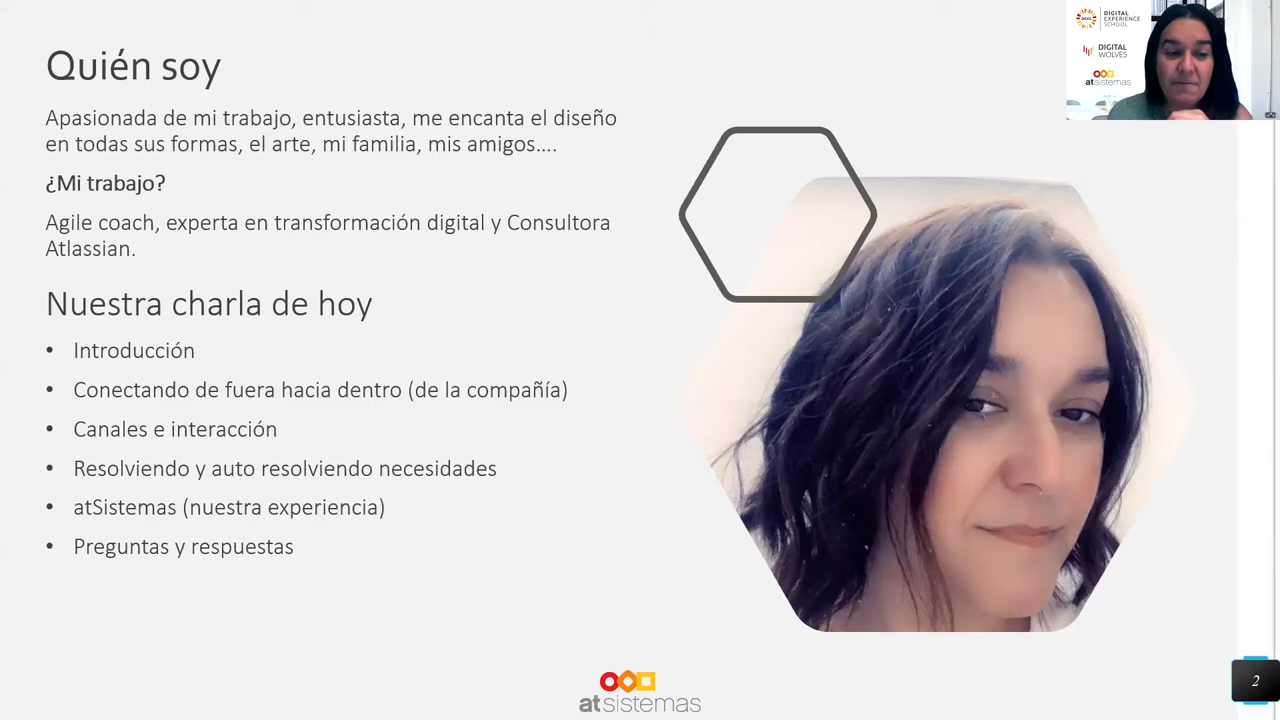 Quién soy
Apasionada de mi trabajo, entusiasta, me encanta el diseño
en todas sus formas, el arte, mi familia, mis amigos....
¿Mi trabajo?
Agile coach, experta en transformación digital y Consultora
Atlassian.
Nuestra charla de hoy
• Introducción
• Conectando de fuera hacia dentro (de la compañía)
• Canales e interacción
• Resolviendo y auto resolviendo necesidades
• atSistemas (nuestra experiencia)
• Preguntas y respuestas
DIGITAL
EXPERIENCE
SCHOOL
DIGITAL
WOLVES
atsistemas
atsistemas
2